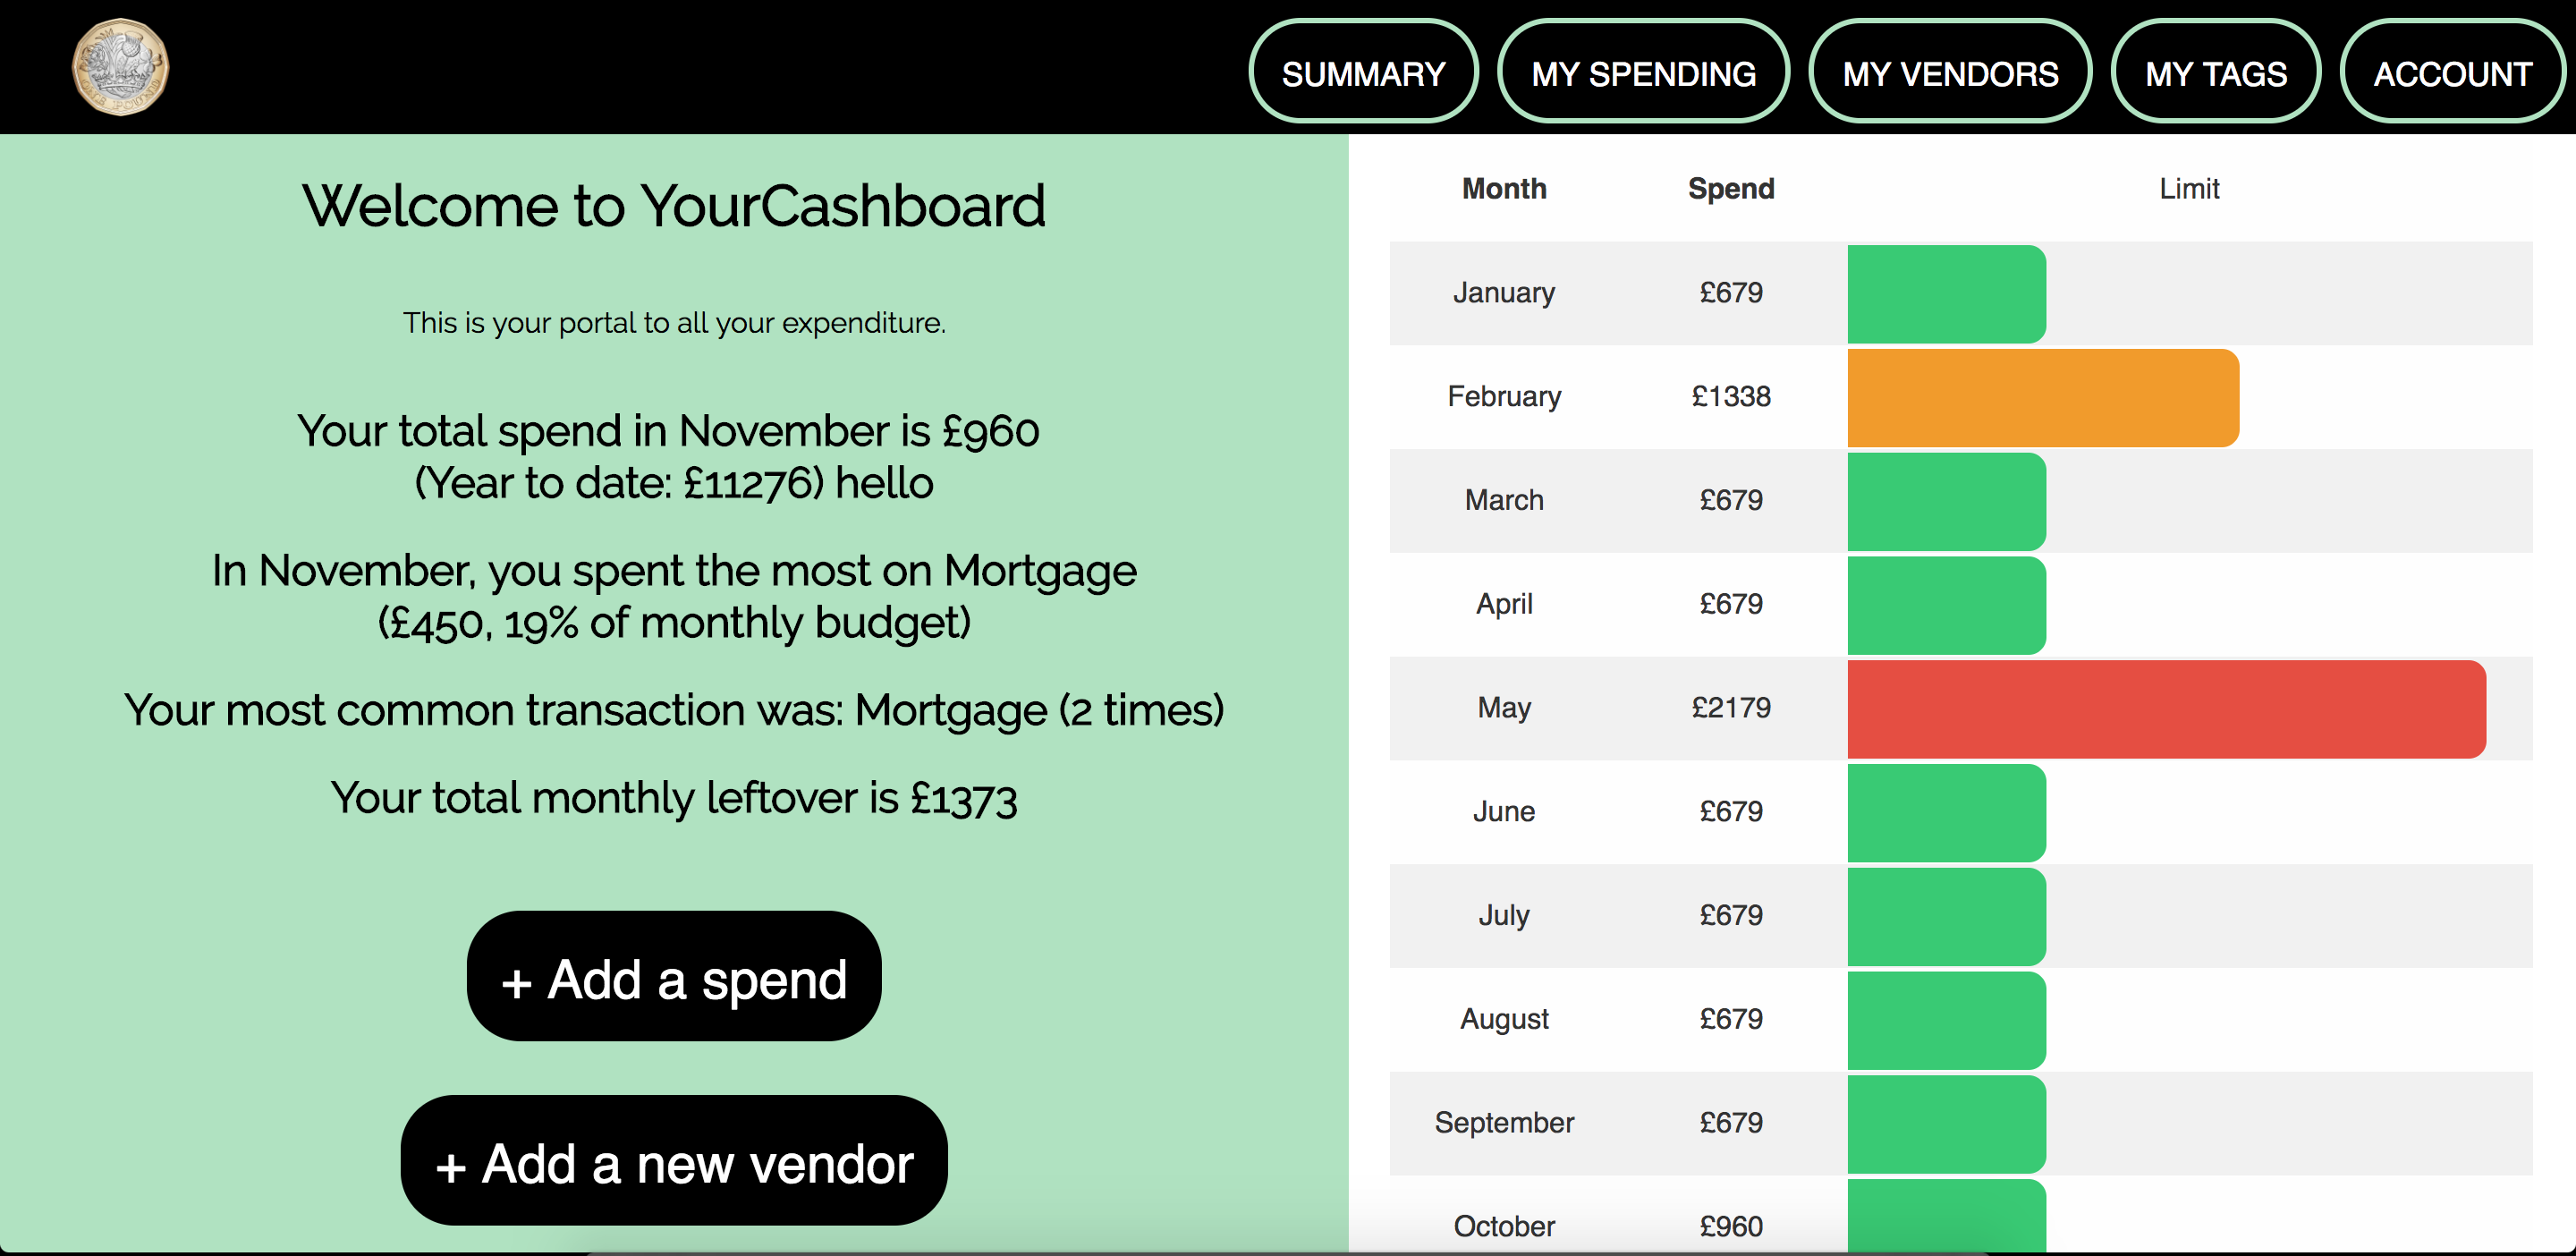 SUMMARY MY SPENDING MY VENDORS MY TAGS ACCOUNT
Welcome to YourCashboard
This is your portal to all your expenditure.
Your total spend in November is £960
(Year to date: £11276) hello
In November, you spent the most on Mortgage
(£450, 19% of monthly budget)
Your most common transaction was: Mortgage (2 times)
Your total monthly leftover is £1373
+ Add a spend
+ Add a new vendor
Month Spend Limit
January £679
February £1338
March £679
April £679
May £2179
June £679
July £679
August £679
September £679
October £960